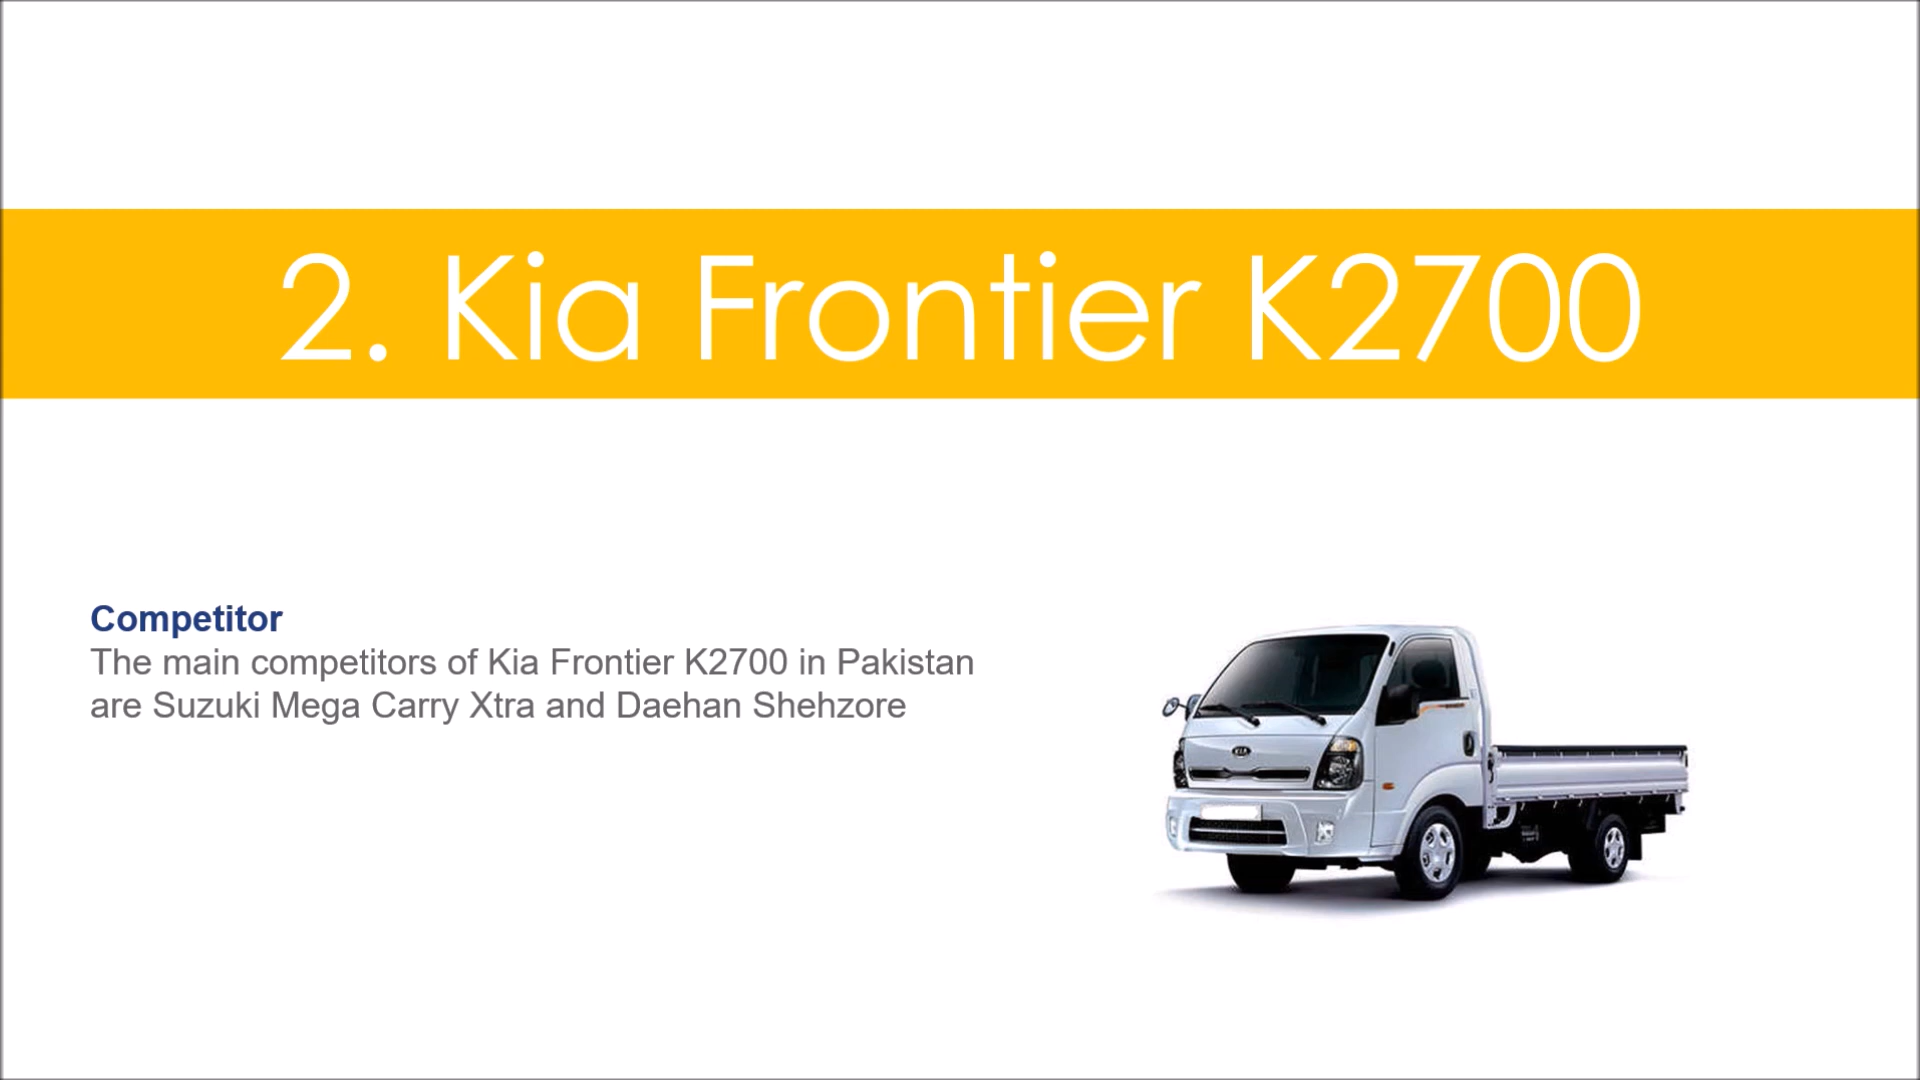 2. Kia Frontier K2700
Competitor
The main competitors of Kia Frontier K2700 in Pakistan
are Suzuki Mega Carry Xtra and Daehan Shehzore
KIA